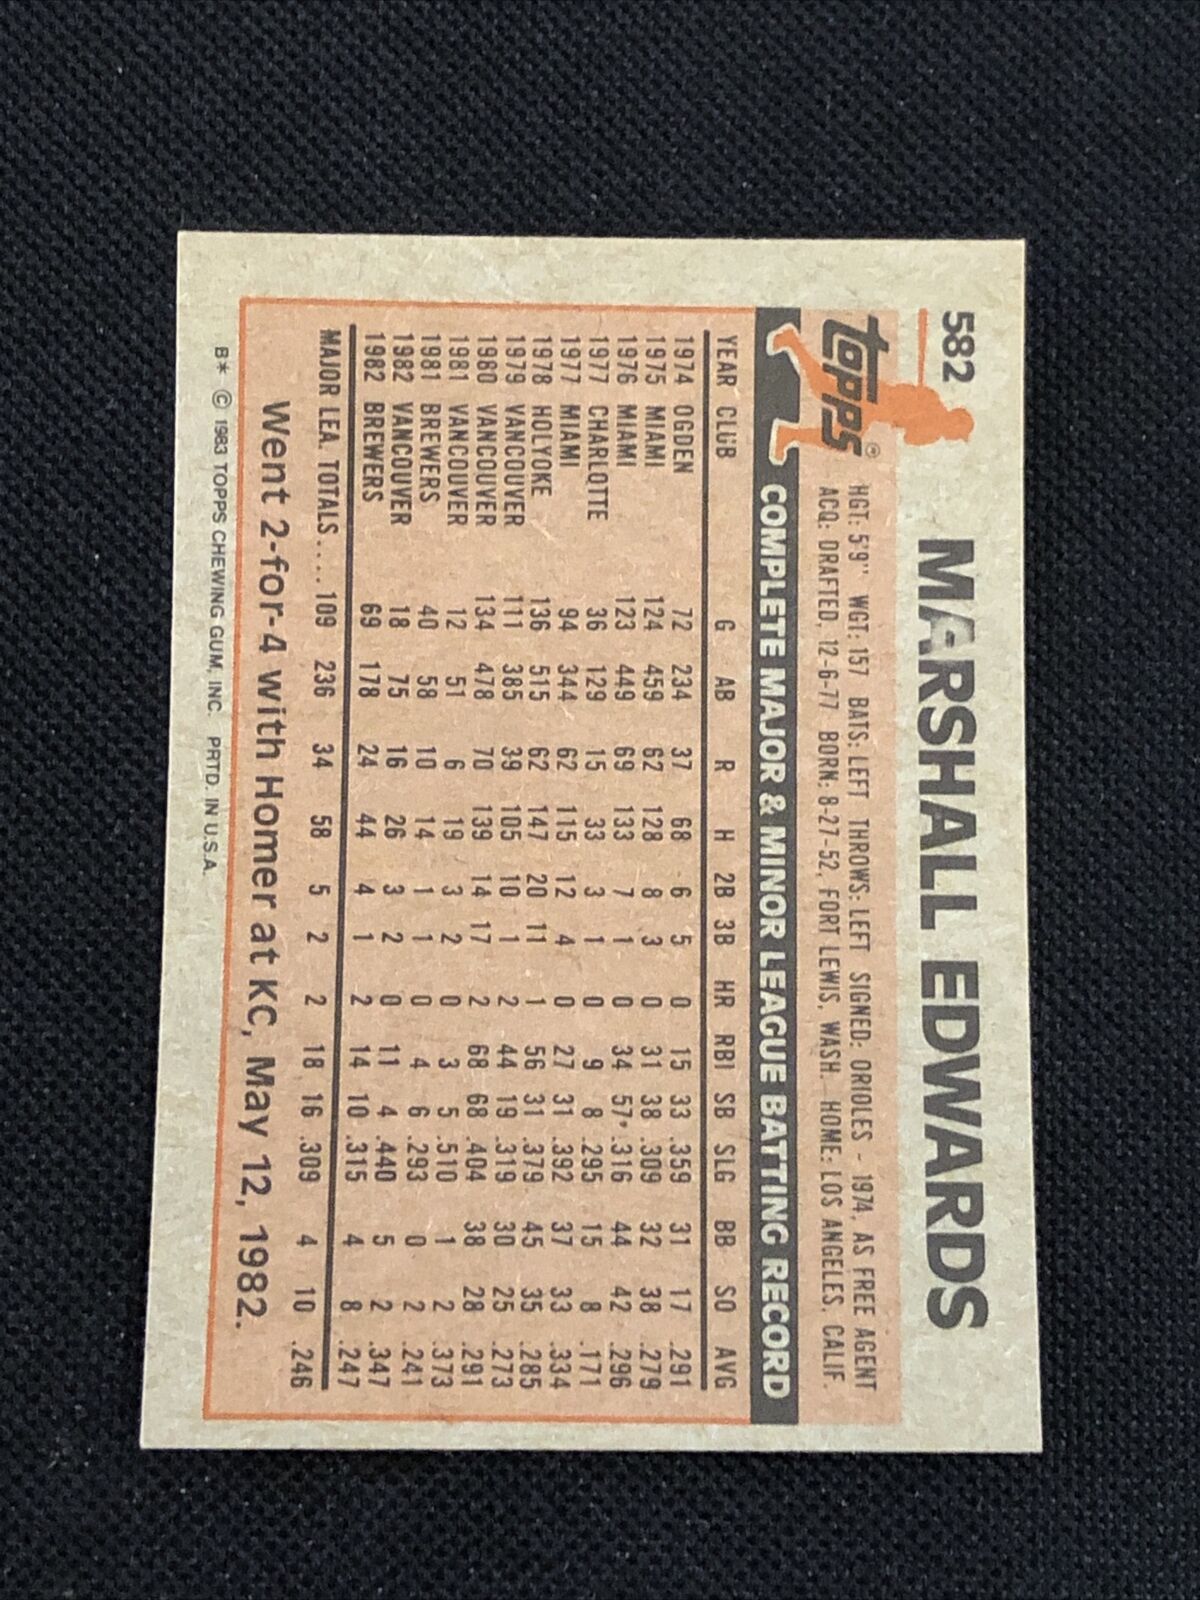 582
MARSHALL EDWARDS
TOPPS®
HGT: 5'9" WGT: 157 BATS: LEFT THROWS: LEFT SIGNED: ORIOLES - 1974, AS FREE AGENT
ACQ: DRAFTED, 12-6-77 BORN: 8-27-52, FORT LEWIS, WASH. HOME: LOS ANGELES, CALIF.
COMPLETE MAJOR & MINOR LEAGUE BATTING RECORD
YEAR CLUB G AB R H 2B 3B HR RBI SB SLG BB SO AVG
1974 OGDEN 72 234 37 68 6 5 0 15 33 .359 31 17 .291
1975 MIAMI 124 459 62 128 8 3 0 31 38 .309 32 38 .279
1976 MIAMI 123 449 69 133 7 1 0 34 57* .316 44 42 .296
1977 CHARLOTTE 36 129 15 33 3 1 0 9 8 .295 15 8 .171
1977 MIAMI 94 344 62 115 12 4 0 27 31 .392 37 33 .334
1978 HOLYOKE 136 515 62 147 20 11 1 56 31 .379 45 35 .285
1979 VANCOUVER 111 385 39 105 10 1 2 44 19 .319 30 25 .273
1980 VANCOUVER 134 478 70 139 14 17 2 68 68 .404 38 28 .291
1981 VANCOUVER 12 51 6 19 3 2 0 3 5 .510 1 2 .373
1981 BREWERS 40 58 10 14 1 1 0 4 6 .293 0 2 .241
1982 VANCOUVER 18 75 16 26 3 2 0 11 4 .440 5 2 .347
1982 BREWERS 69 178 24 44 4 1 2 14 10 .315 4 8 .247
MAJOR LEA. TOTALS.... 109 236 34 58 5 2 2 18 16 .309 4 10 .246
Went 2-for-4 with Homer at KC, May 12, 1982.
B* © 1983 TOPPS CHEWING GUM, INC. PRTD. IN U.S.A.